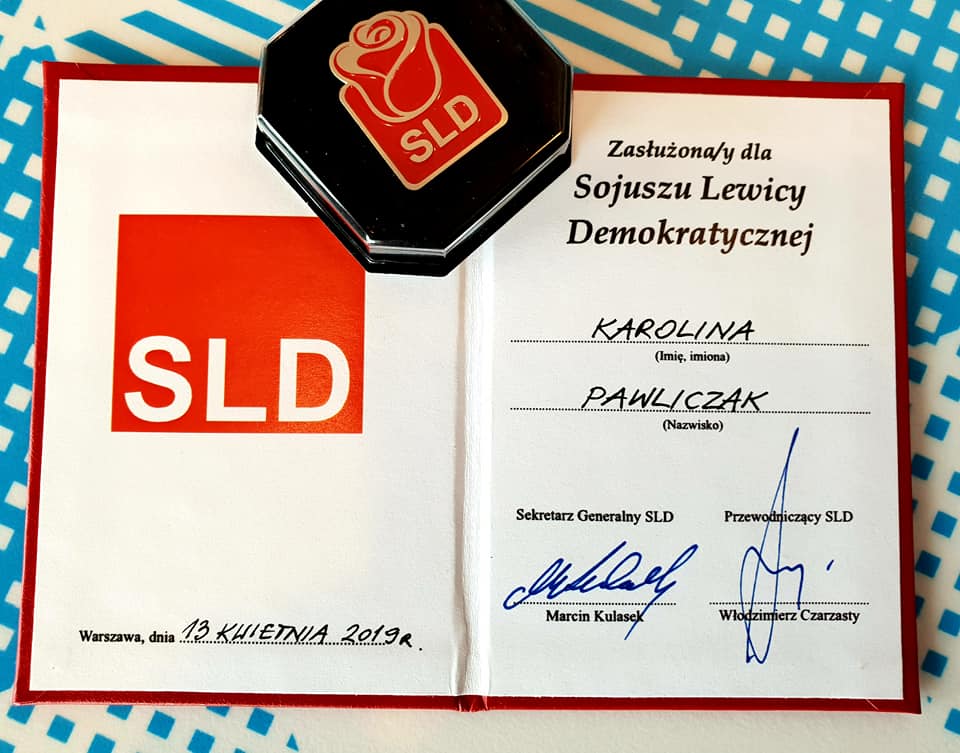 SLD
SLD
Warszawa, dnia 13 KWIETNIA 2019 R.
Zasłużona/y dla
Sojuszu Lewicy
Demokratycznej
KAROLINA
(Imię, imiona)
PAWLICZAK
(Nazwisko)
Sekretarz Generalny SLD Przewodniczący SLD
Marcin Kulasek Włodzimierz Czarzasty